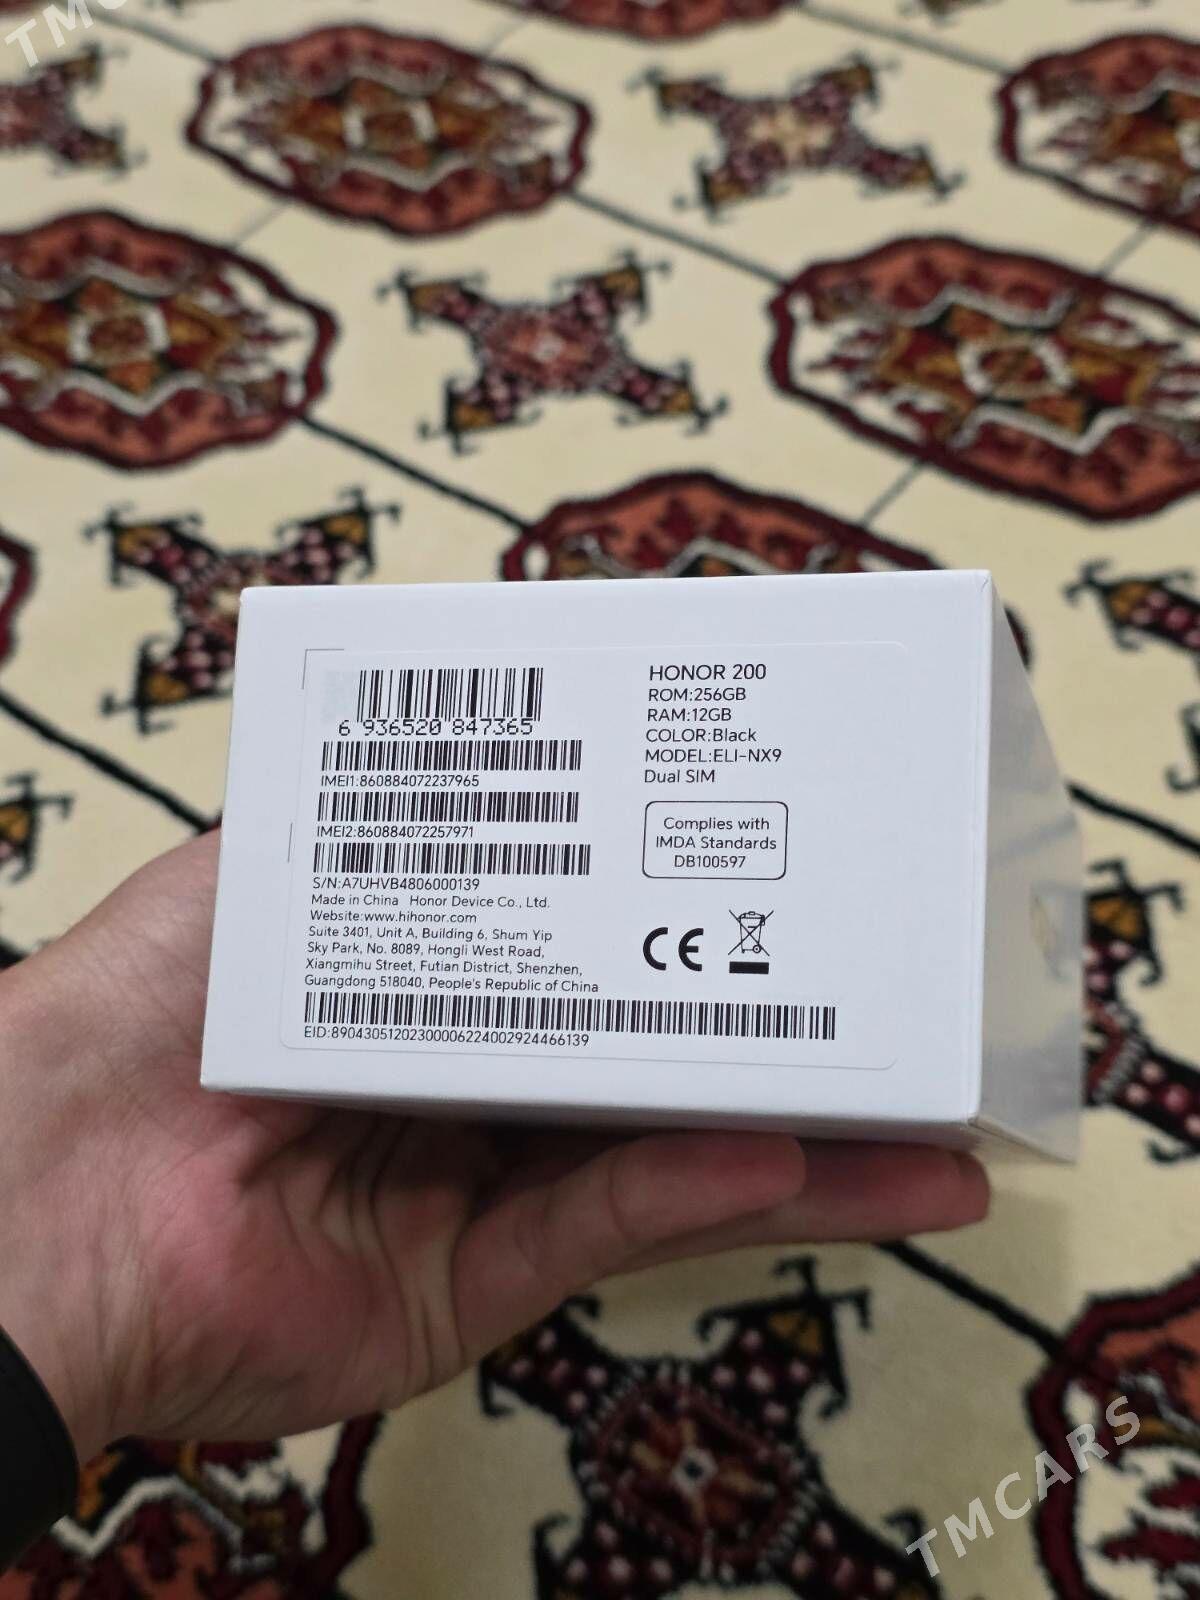 TMCARS
6 936520 847365
IMEI1:860884072237965
IMEI2:860884072257971
S/N:A7UHVB4806000139
Made in China Honor Device Co., Ltd.
Website:www.hihonor.com
Suite 3401, Unit A, Building 6, Shum Yip
Sky Park, No. 8089, Hongli West Road,
Xiangmihu Street, Futian District, Shenzhen,
Guangdong 518040, People's Republic of China
EID:89043051202300006224002924466139
HONOR 200
ROM:256GB
RAM:12GB
COLOR:Black
MODEL:ELI-NX9
Dual SIM
Complies with
IMDA Standards
DB100597
CE
TMCARS